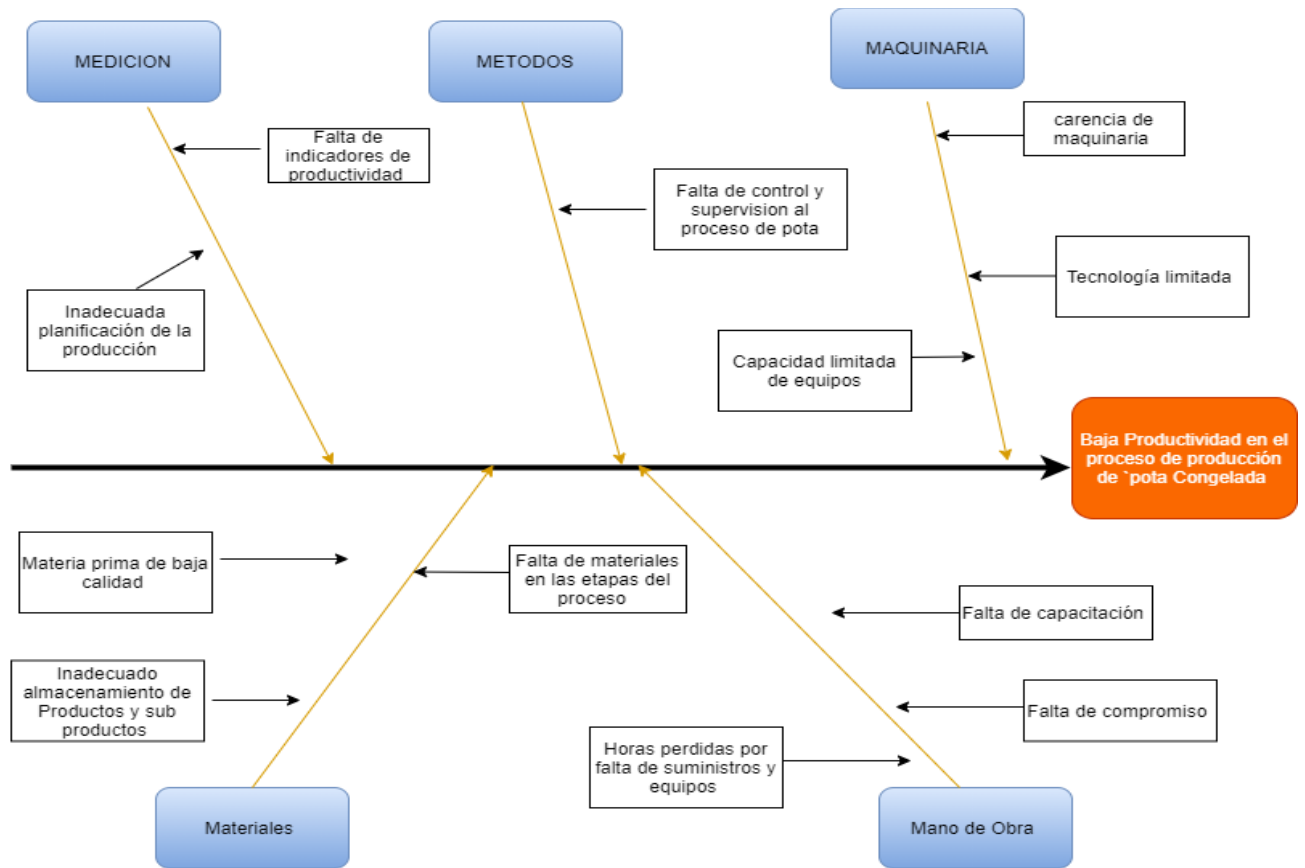 MEDICION
METODOS
MAQUINARIA
Falta de
indicadores de
productividad
Falta de control y
supervision al
proceso de pota
carencia de
maquinaria
Inadecuada
planificación de la
producción
Tecnología limitada
Capacidad limitada
de equipos
Baja Productividad en el
proceso de producción
de `pota Congelada
Materia prima de baja
calidad
Falta de materiales
en las etapas del
proceso
Falta de capacitación
Inadecuado
almacenamiento de
Productos y sub
productos
Falta de compromiso
Horas perdidas por
falta de suministros y
equipos
Materiales
Mano de Obra